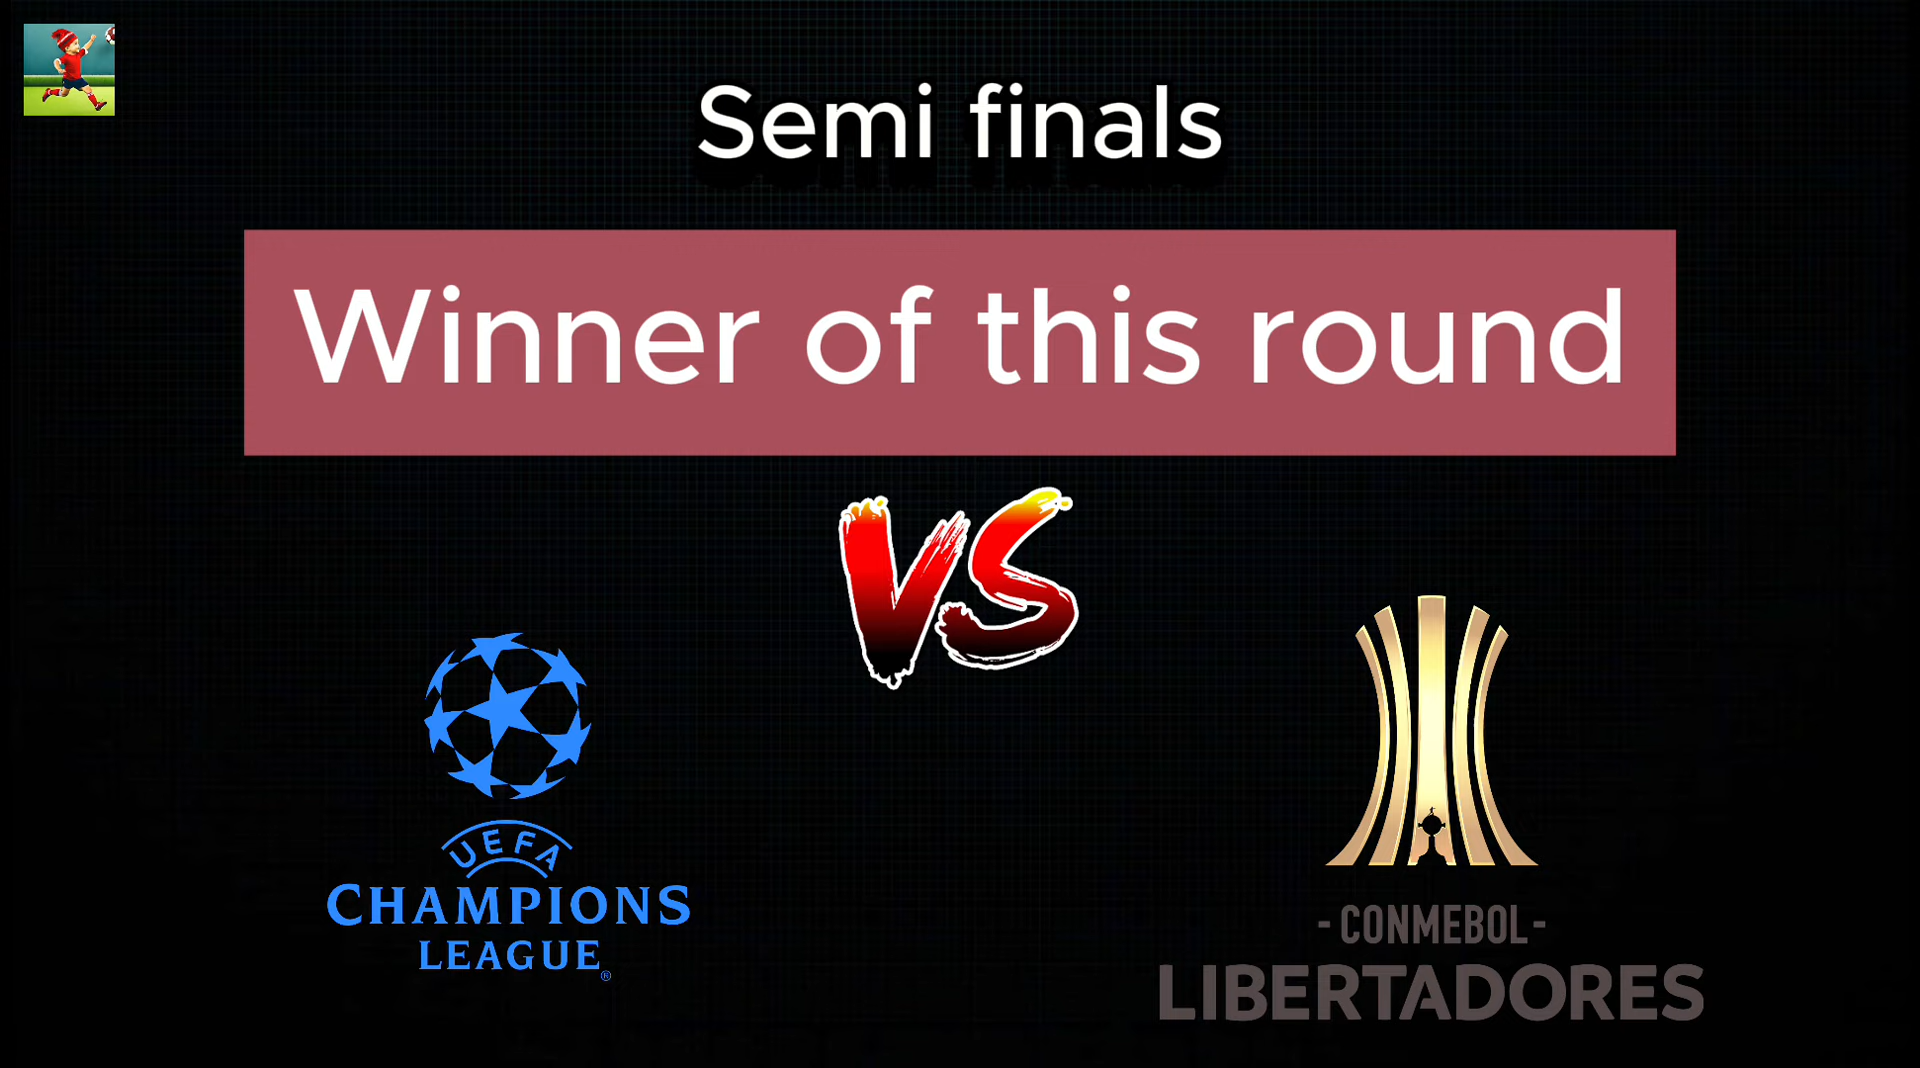 Semi finals
Winner of this round
VS
UEFA
CHAMPIONS
LEAGUE®
-CONMEBOL-
LIBERTADORES